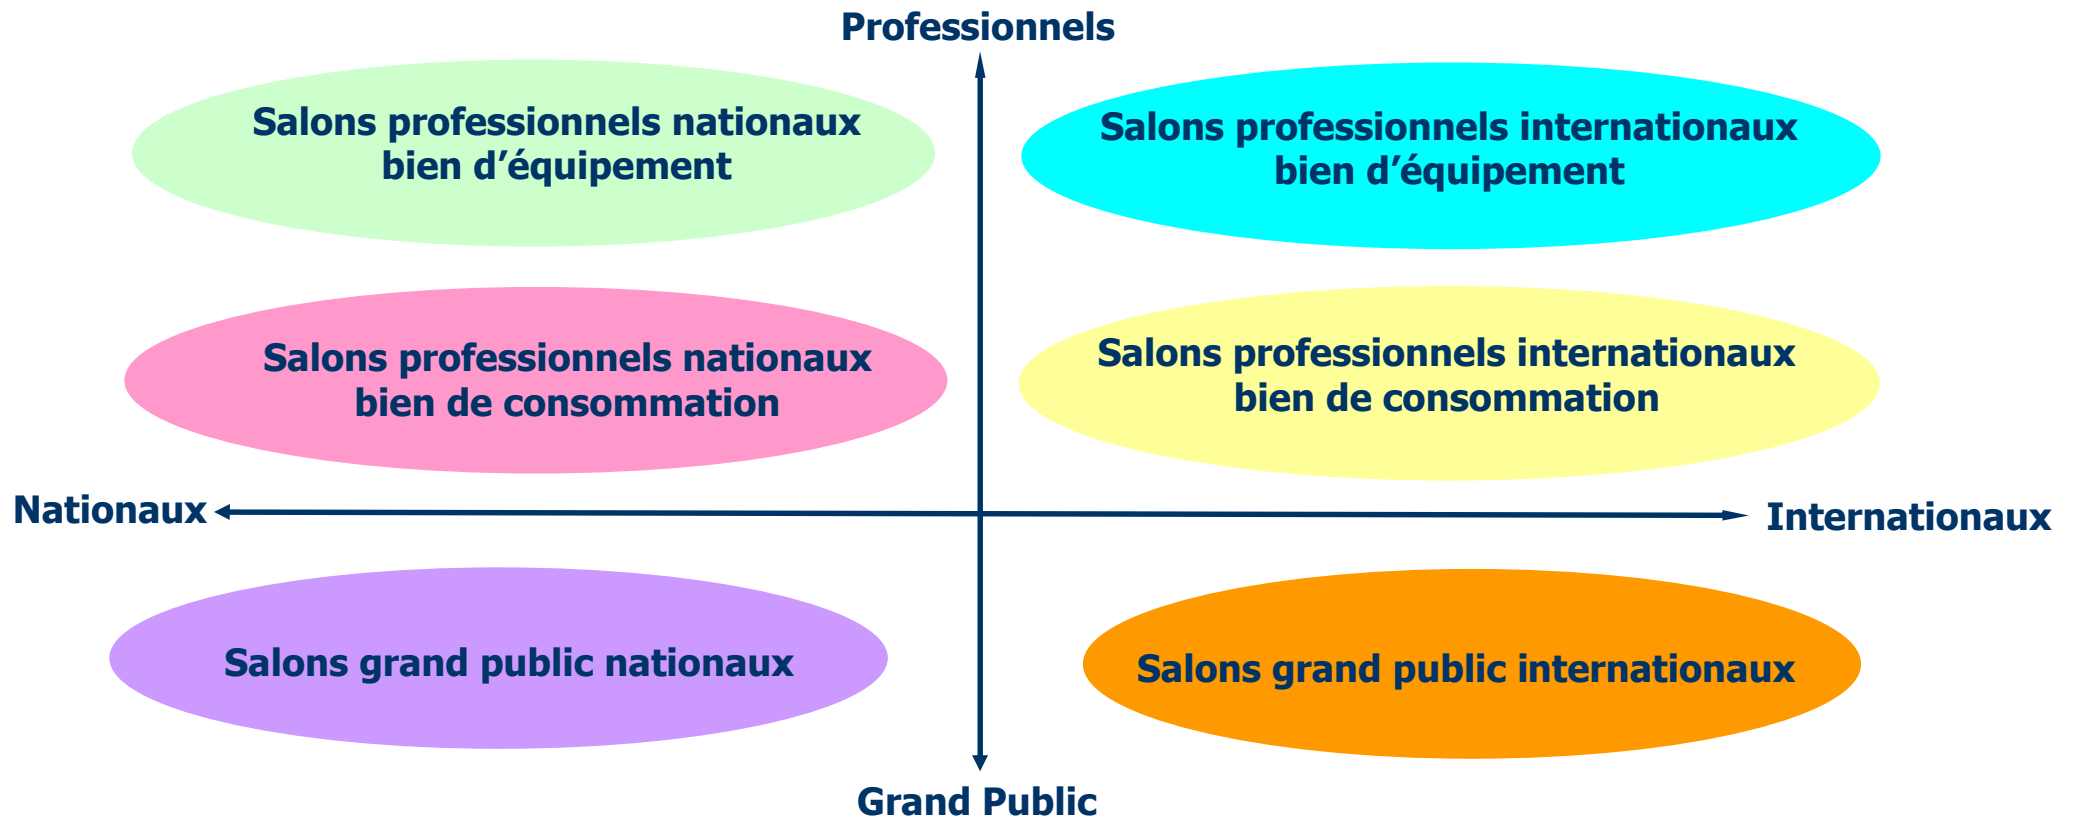 Professionnels
Salons professionnels nationaux
bien d’équipement
Salons professionnels internationaux
bien d’équipement
Salons professionnels nationaux
bien de consommation
Salons professionnels internationaux
bien de consommation
Nationaux
Internationaux
Salons grand public nationaux
Salons grand public internationaux
Grand Public